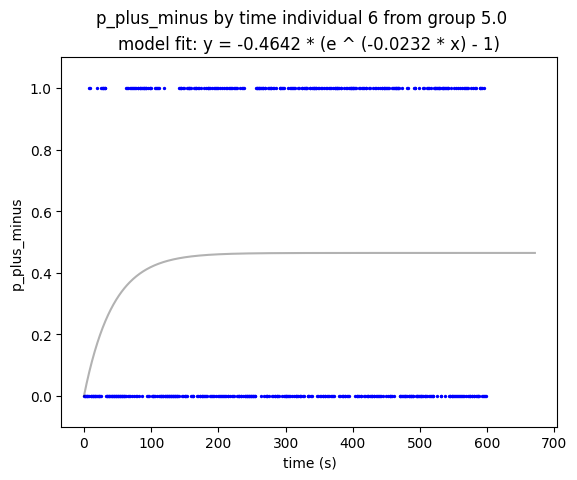 p_plus_minus by time individual 6 from group 5.0
model fit: y = -0.4642 * (e ^ (-0.0232 * x) - 1)
1.0
0.8
0.6
0.4
0.2
0.0
p_plus_minus
0 100 200 300 400 500 600 700
time (s)